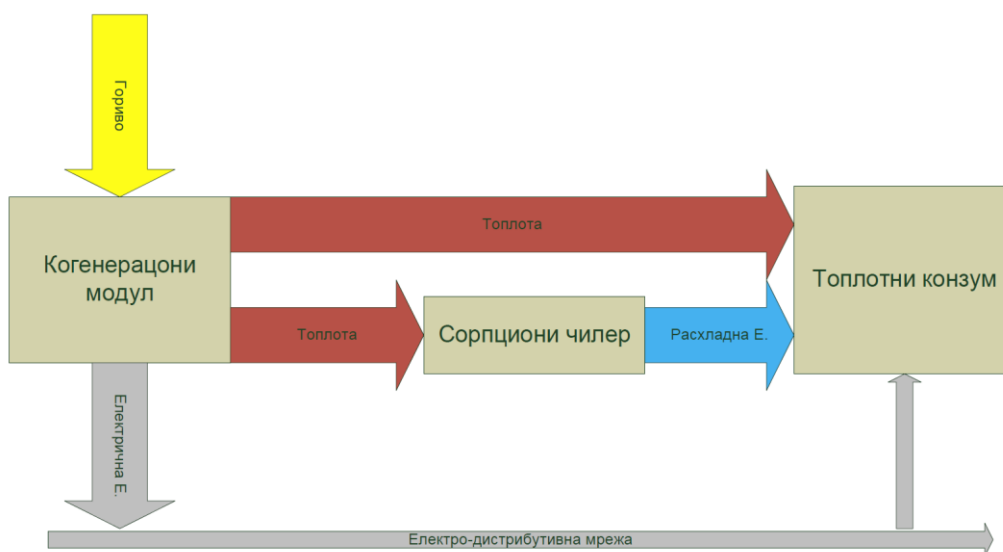 Гориво
Когенерацони
модул
Топлота
Топлотни конзум
Топлота
Сорпциони чилер
Расхладна Е.
Електрична Е.
Електро-дистрибутивна мрежа